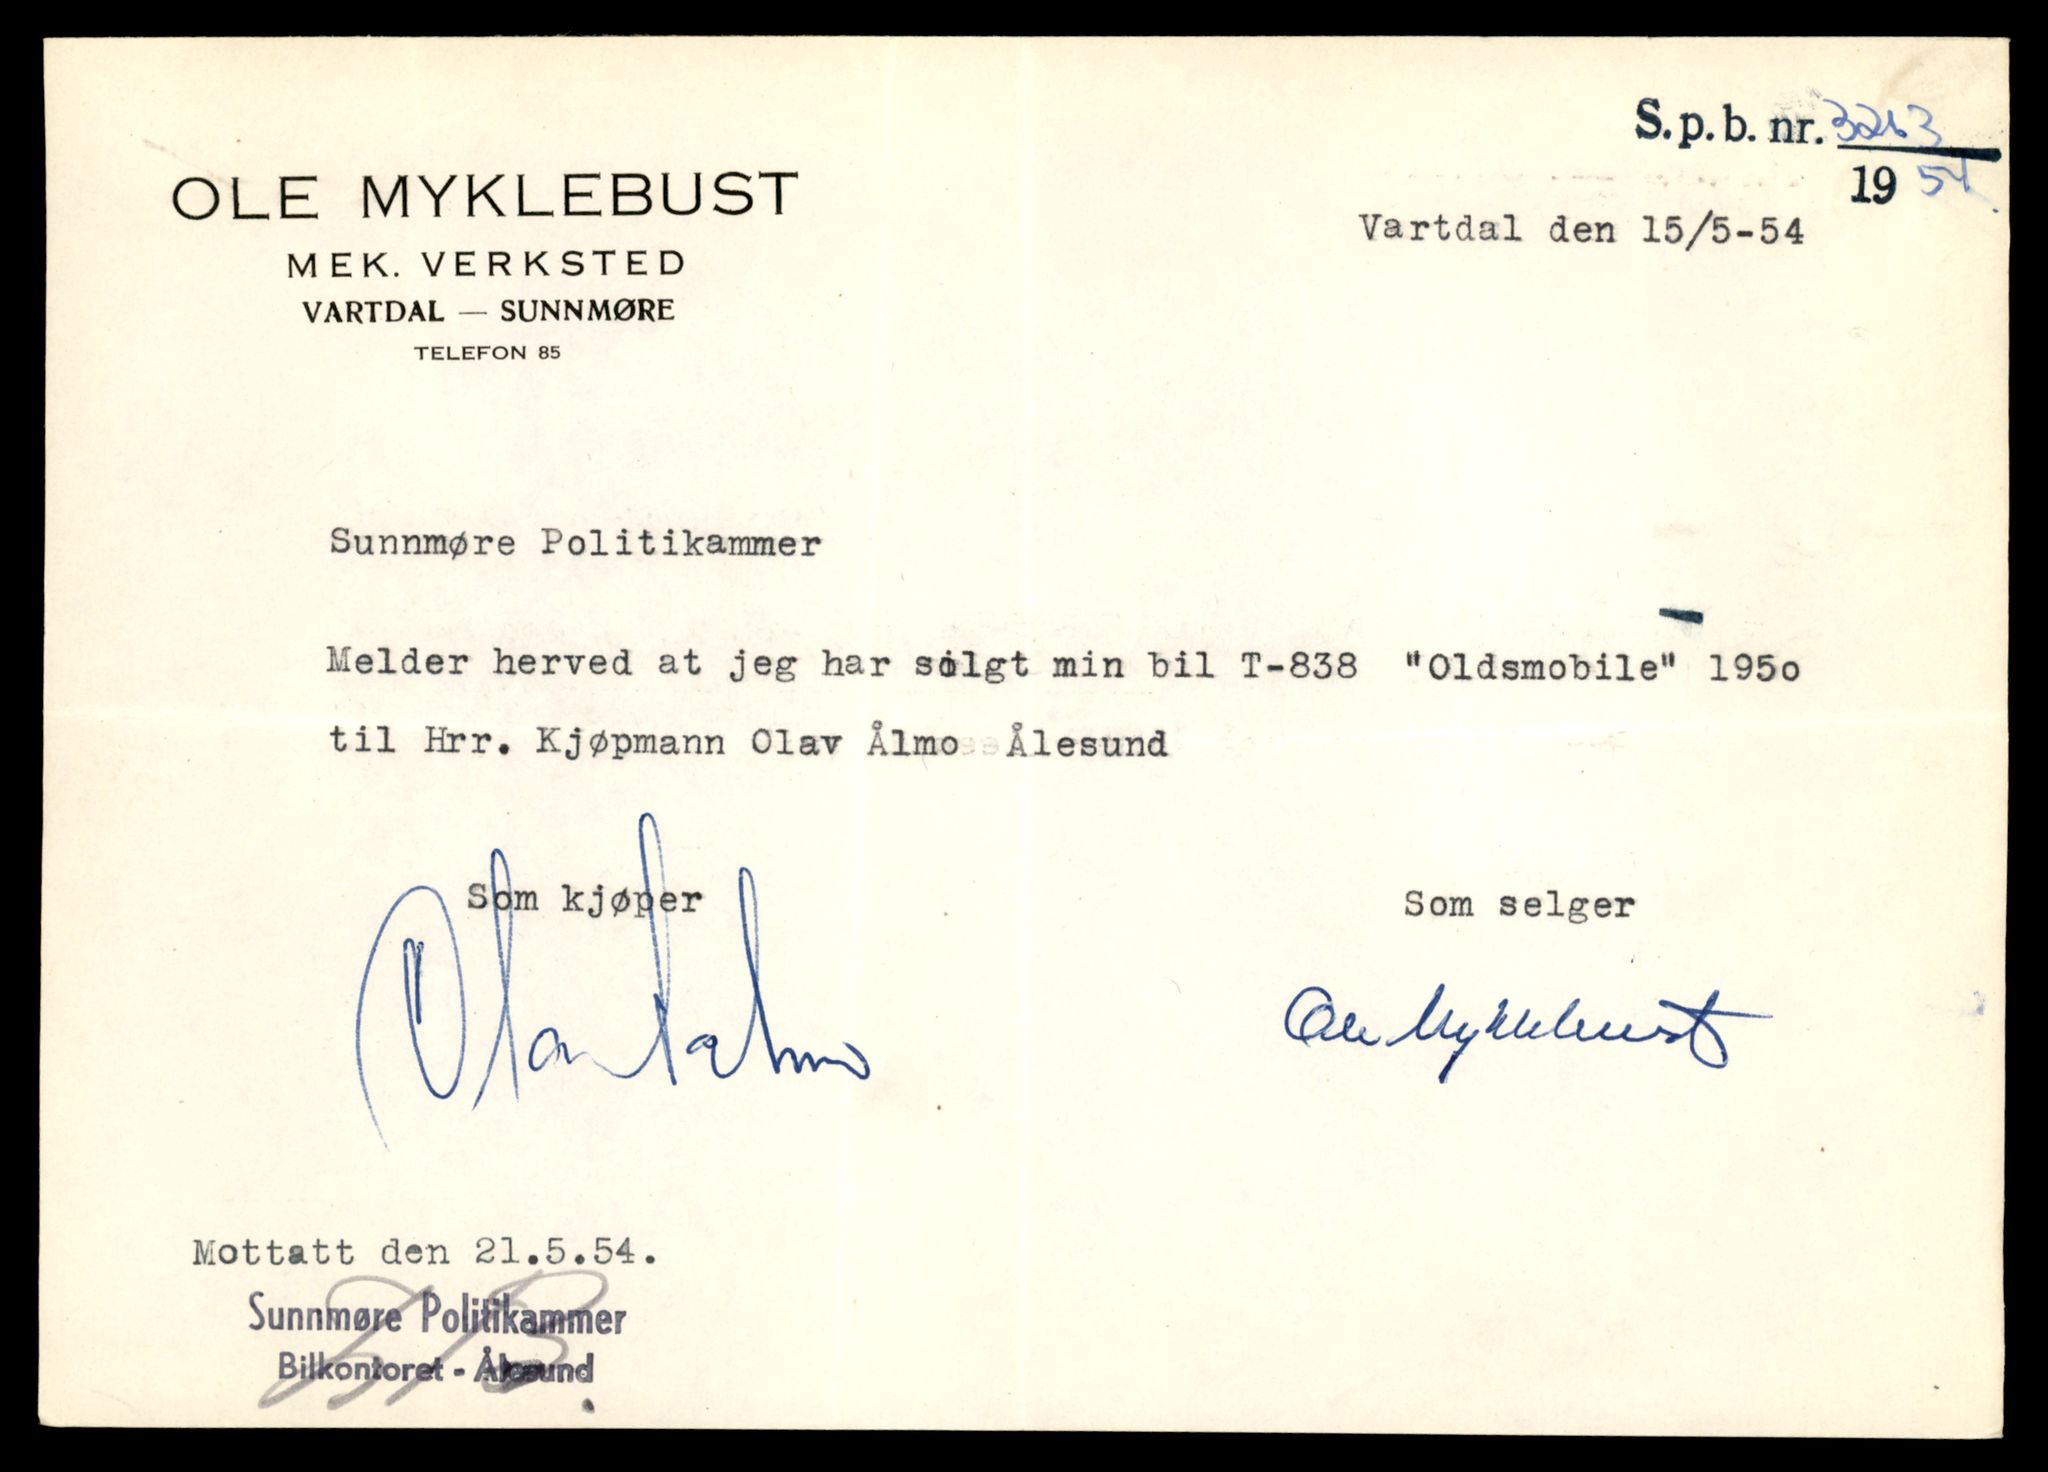 S.p.b. nr. 3263
19 54
OLE MYKLEBUST
MEK. VERKSTED
VARTDAL — SUNNMØRE
TELEFON 85
Vartdal den 15/5-54
Sunnmøre Politikammer
Melder herved at jeg har solgt min bil T-838 "Oldsmobile" 195o
til Hrr. Kjøpmann Olav Ålmo Ålesund
Som kjøper
Som selger
Olav Aalmo
Ole Myklebust
Mottatt den 21.5.54.
Sunnmøre Politikammer
Bilkontoret - Ålesund